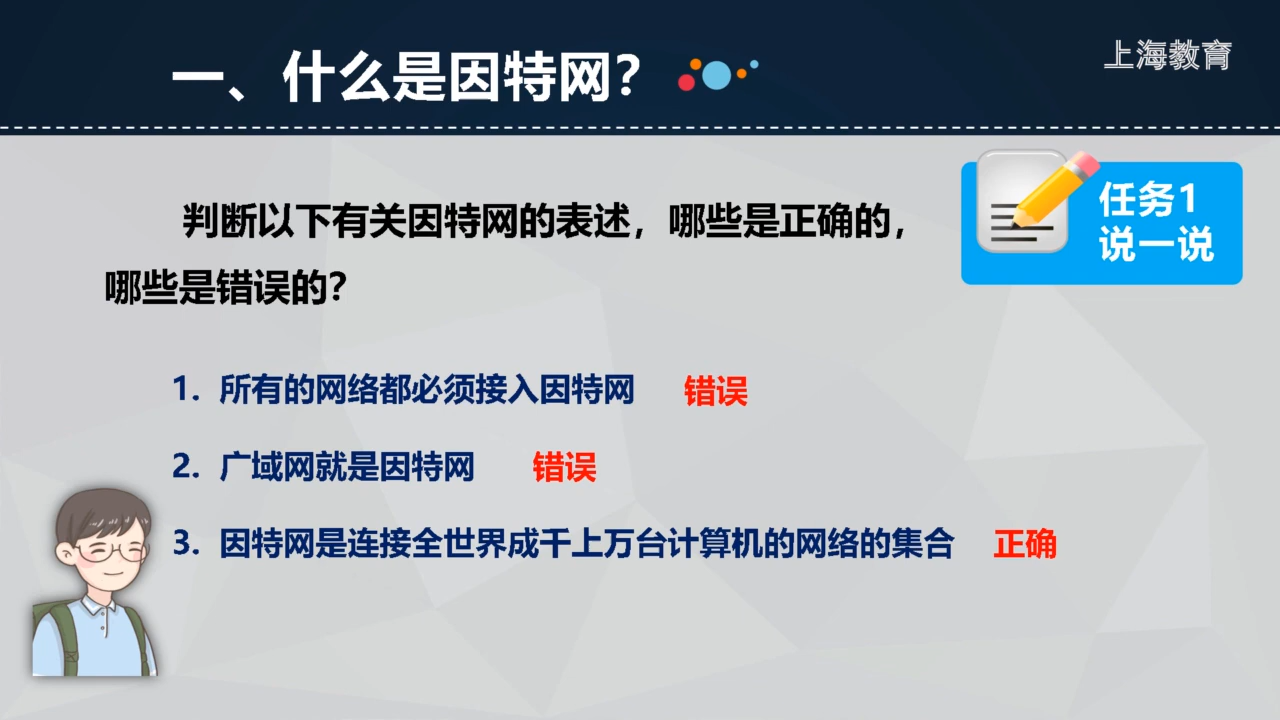 一、什么是因特网？
上海教育
任务1
说一说
判断以下有关因特网的表述，哪些是正确的，
哪些是错误的？
1. 所有的网络都必须接入因特网 错误
2. 广域网就是因特网 错误
3. 因特网是连接全世界成千上万台计算机的网络的集合 正确